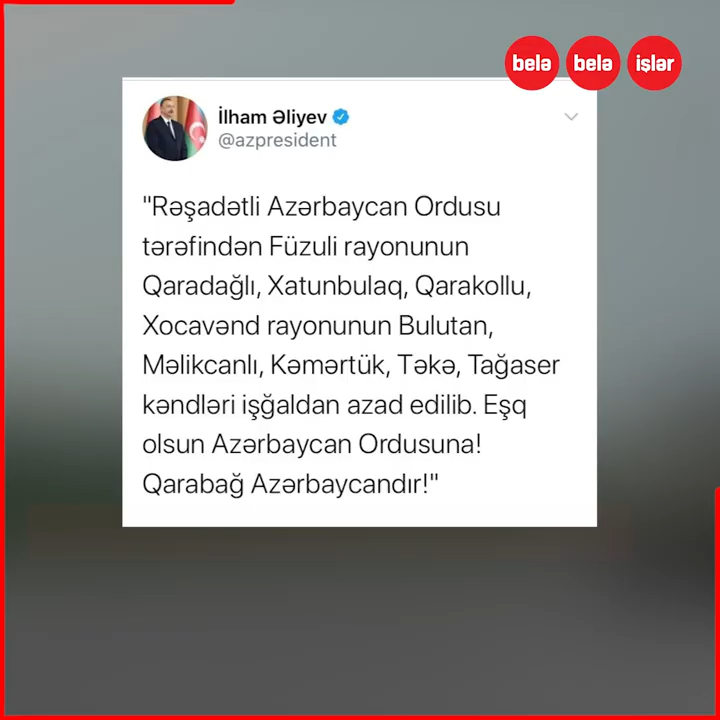 belə belə işlər
İlham Əliyev
@azpresident
"Rəşadətli Azərbaycan Ordusu
tərəfindən Füzuli rayonunun
Qaradağlı, Xatunbulaq, Qarakollu,
Xocavənd rayonunun Bulutan,
Məlikcanlı, Kəmərtük, Təkə, Tağaser
kəndləri işğaldan azad edilib. Eşq
olsun Azərbaycan Ordusuna!
Qarabağ Azərbaycandır!"